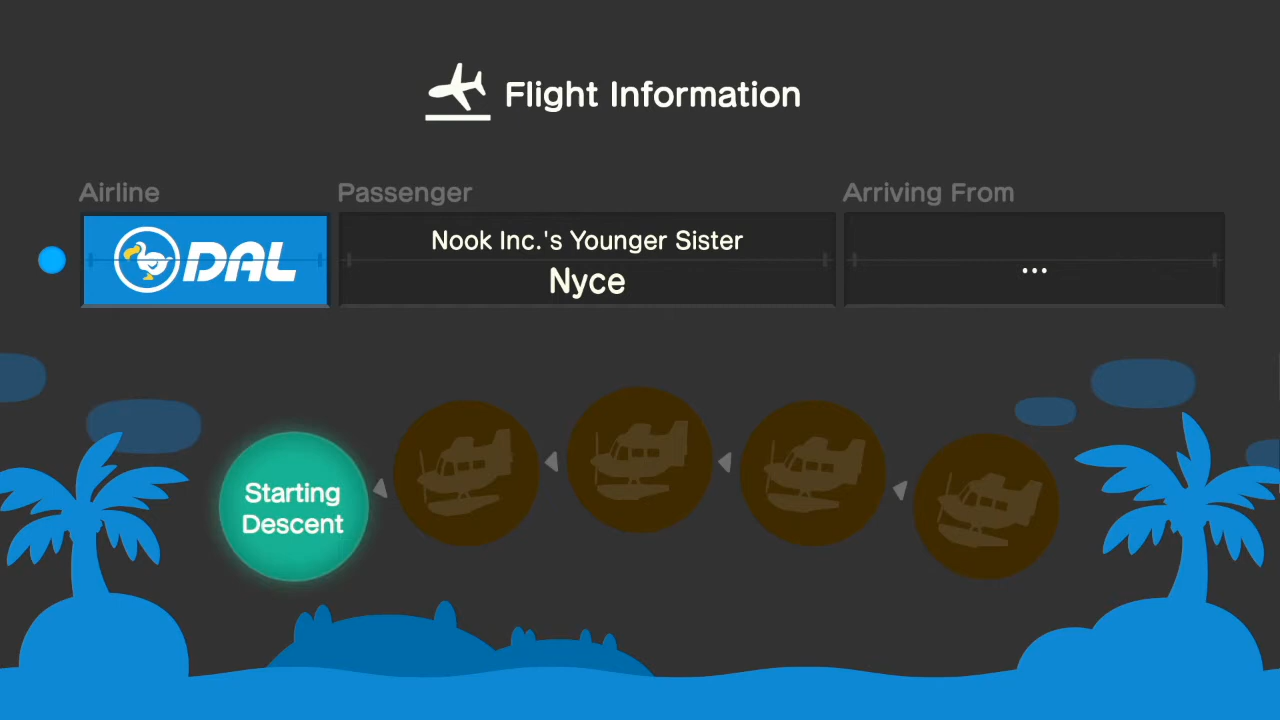 Flight Information
Airline
Passenger
Arriving From
DAL
Nook Inc.'s Younger Sister
Nyce
...
Starting
Descent